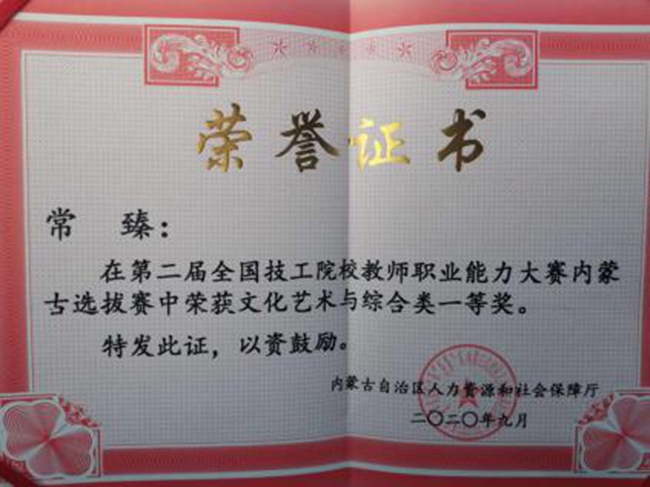 荣誉证书
常 臻：
在第二届全国技工院校教师职业能力大赛内蒙
古选拔赛中荣获文化艺术与综合类一等奖。
特发此证，以资鼓励。
内蒙古自治区人力资源和社会保障厅
二〇二〇年九月